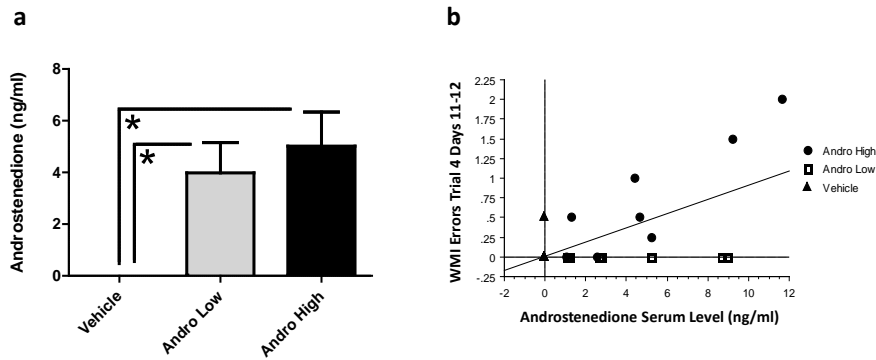 a
8
6
4
2
0
Androstenedione (ng/ml)
*
*
Vehicle
Andro Low
Andro High
b
2.25
2
1.75
1.5
1.25
1
.75
.5
.25
0
-.25
WMI Errors Trial 4 Days 11-12
-2
0
2
4
6
8
10
12
Androstenedione Serum Level (ng/ml)
Andro High
Andro Low
Vehicle